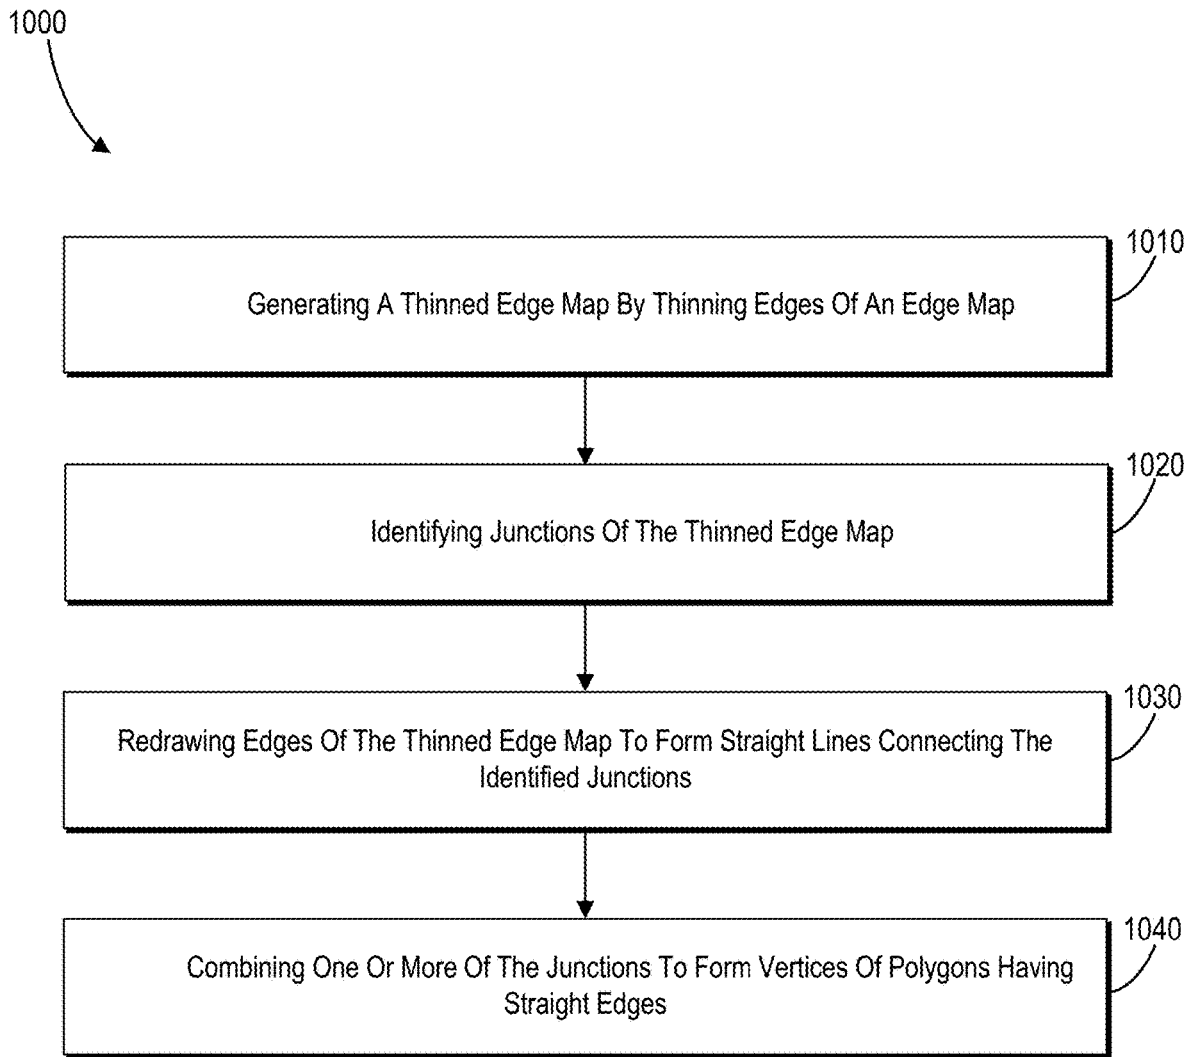 1000
1010
Generating A Thinned Edge Map By Thinning Edges Of An Edge Map
1020
Identifying Junctions Of The Thinned Edge Map
1030
Redrawing Edges Of The Thinned Edge Map To Form Straight Lines Connecting The
Identified Junctions
1040
Combining One Or More Of The Junctions To Form Vertices Of Polygons Having
Straight Edges